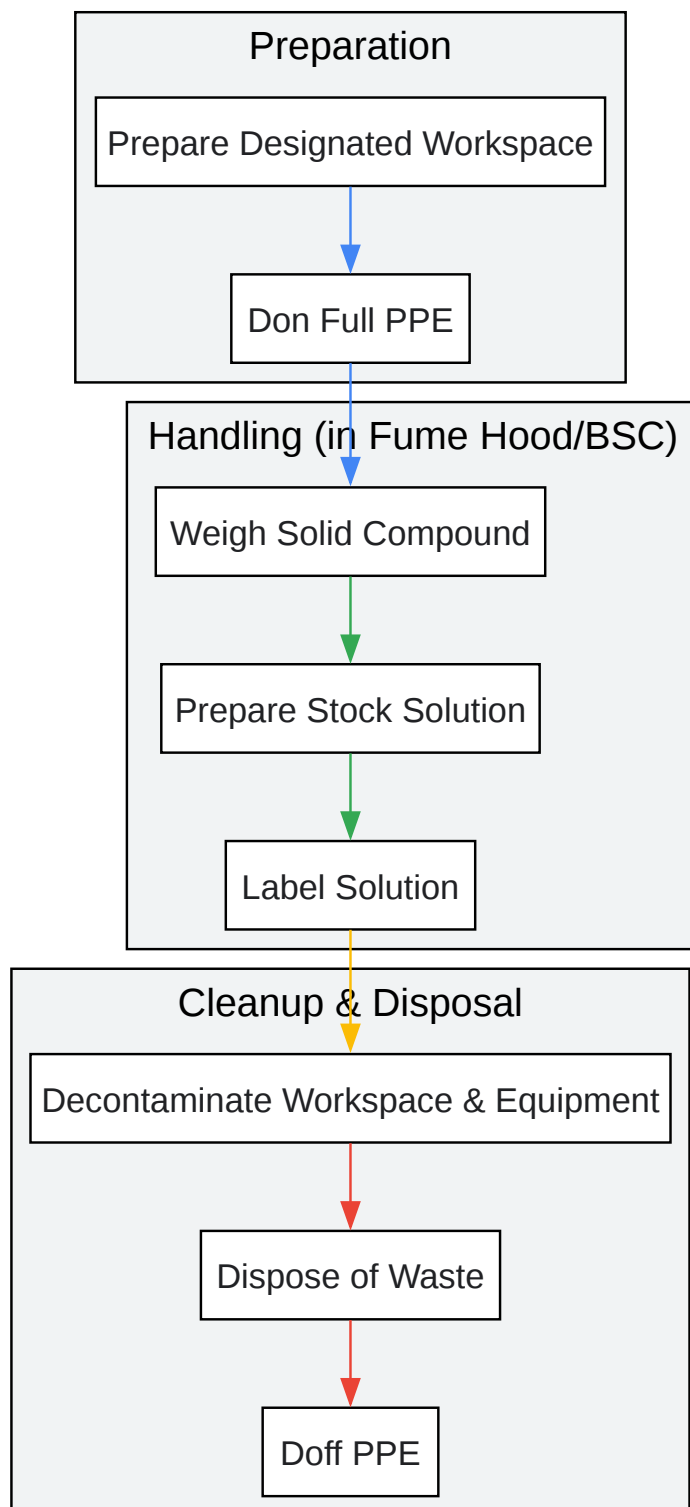 Preparation
Prepare Designated Workspace
Don Full PPE
Handling (in Fume Hood/BSC)
Weigh Solid Compound
Prepare Stock Solution
Label Solution
Cleanup & Disposal
Decontaminate Workspace & Equipment
Dispose of Waste
Doff PPE